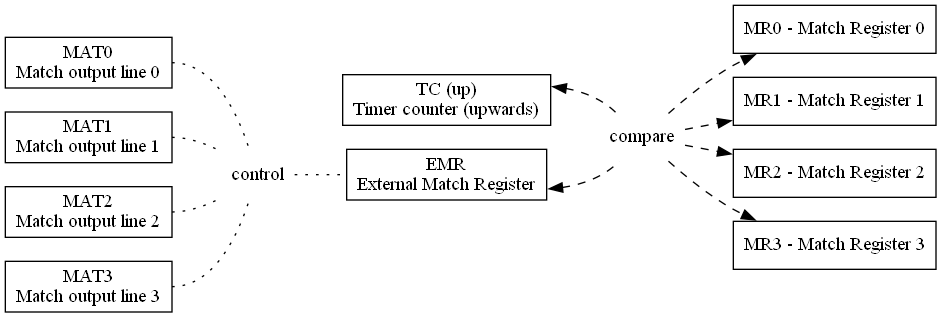 MAT0
Match output line 0
MAT1
Match output line 1
MAT2
Match output line 2
MAT3
Match output line 3
control
TC (up)
Timer counter (upwards)
EMR
External Match Register
compare
MR0 - Match Register 0
MR1 - Match Register 1
MR2 - Match Register 2
MR3 - Match Register 3